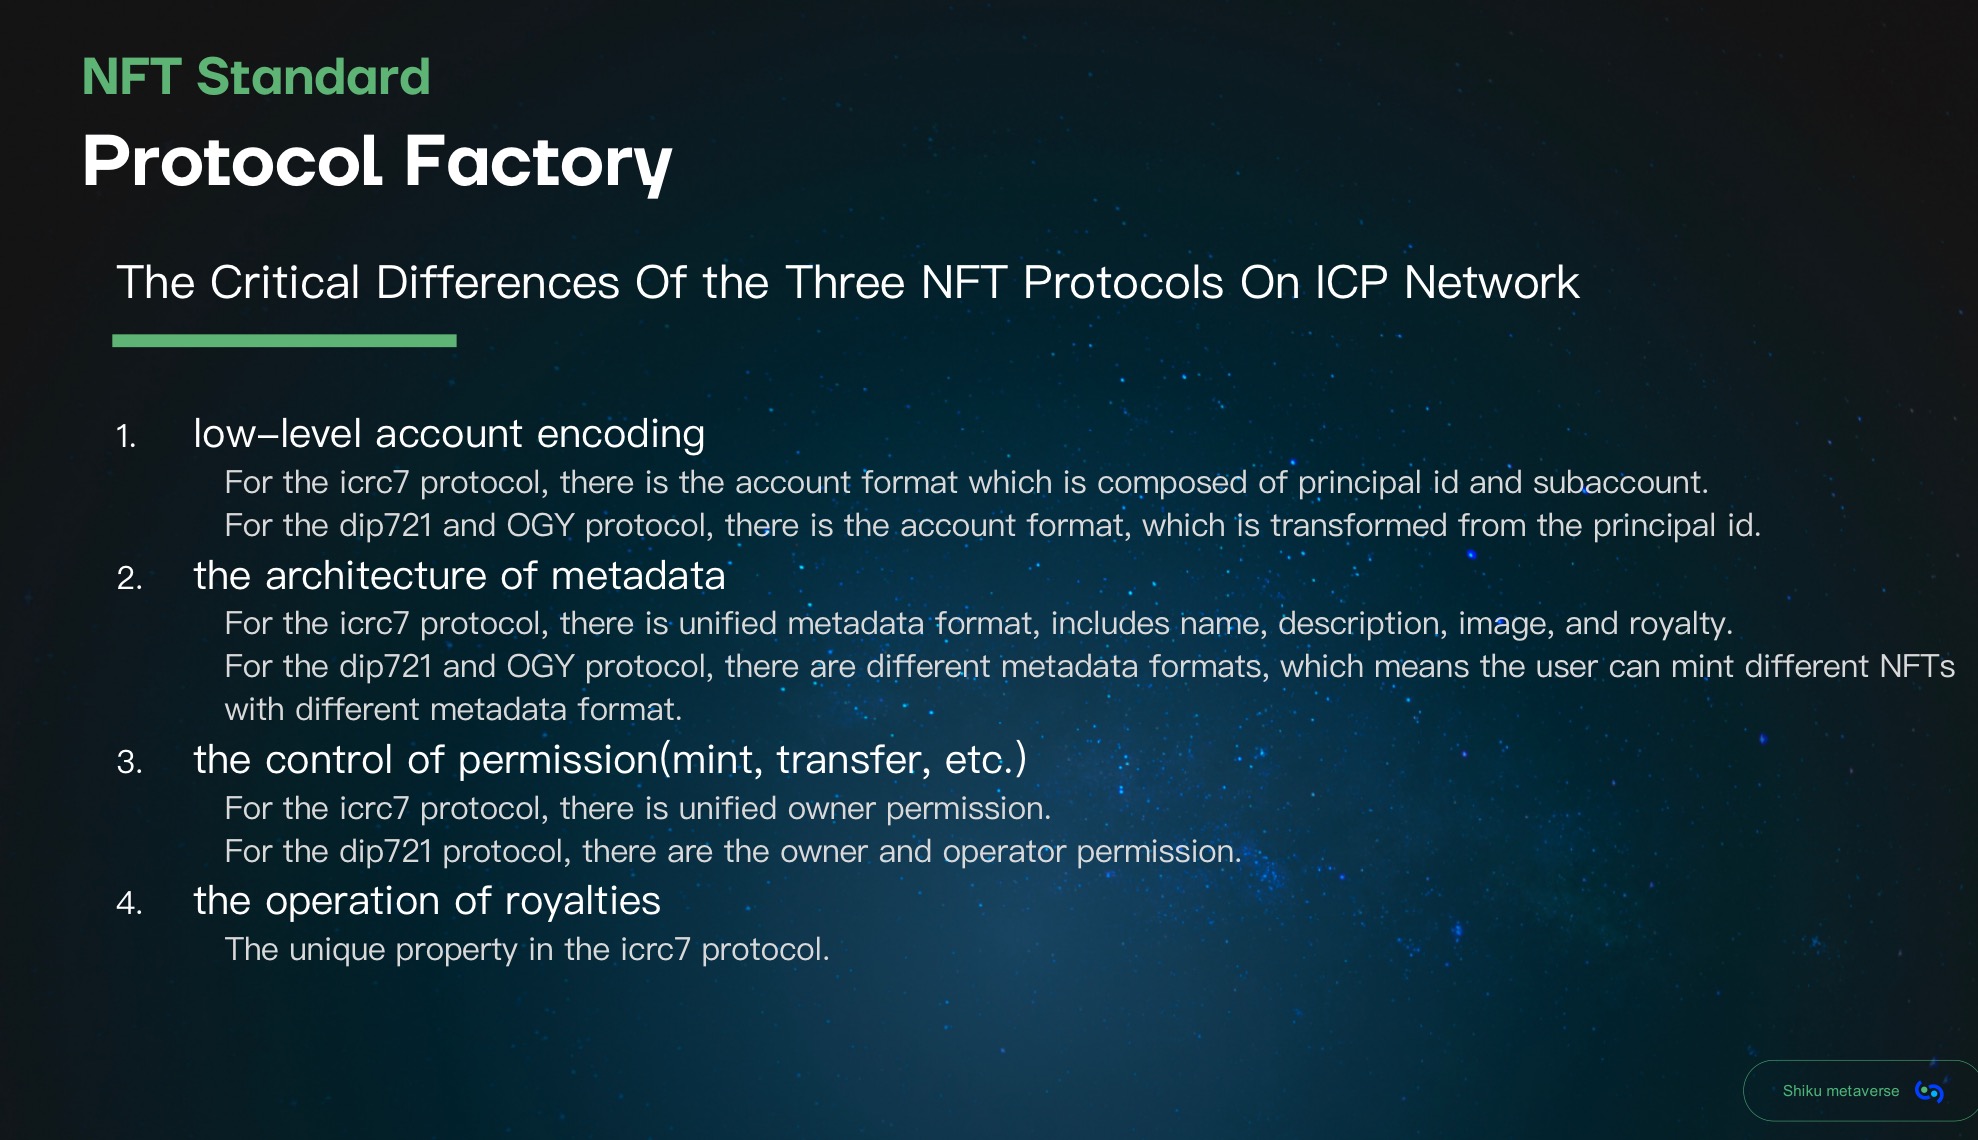 NFT Standard
Protocol Factory
The Critical Differences Of the Three NFT Protocols On ICP Network
1. low–level account encoding
For the icrc7 protocol, there is the account format which is composed of principal id and subaccount.
For the dip721 and OGY protocol, there is the account format, which is transformed from the principal id.
2. the architecture of metadata
For the icrc7 protocol, there is unified metadata format, includes name, description, image, and royalty.
For the dip721 and OGY protocol, there are different metadata formats, which means the user can mint different NFTs
with different metadata format.
3. the control of permission(mint, transfer, etc.)
For the icrc7 protocol, there is unified owner permission.
For the dip721 protocol, there are the owner and operator permission.
4. the operation of royalties
The unique property in the icrc7 protocol.
Shiku metaverse